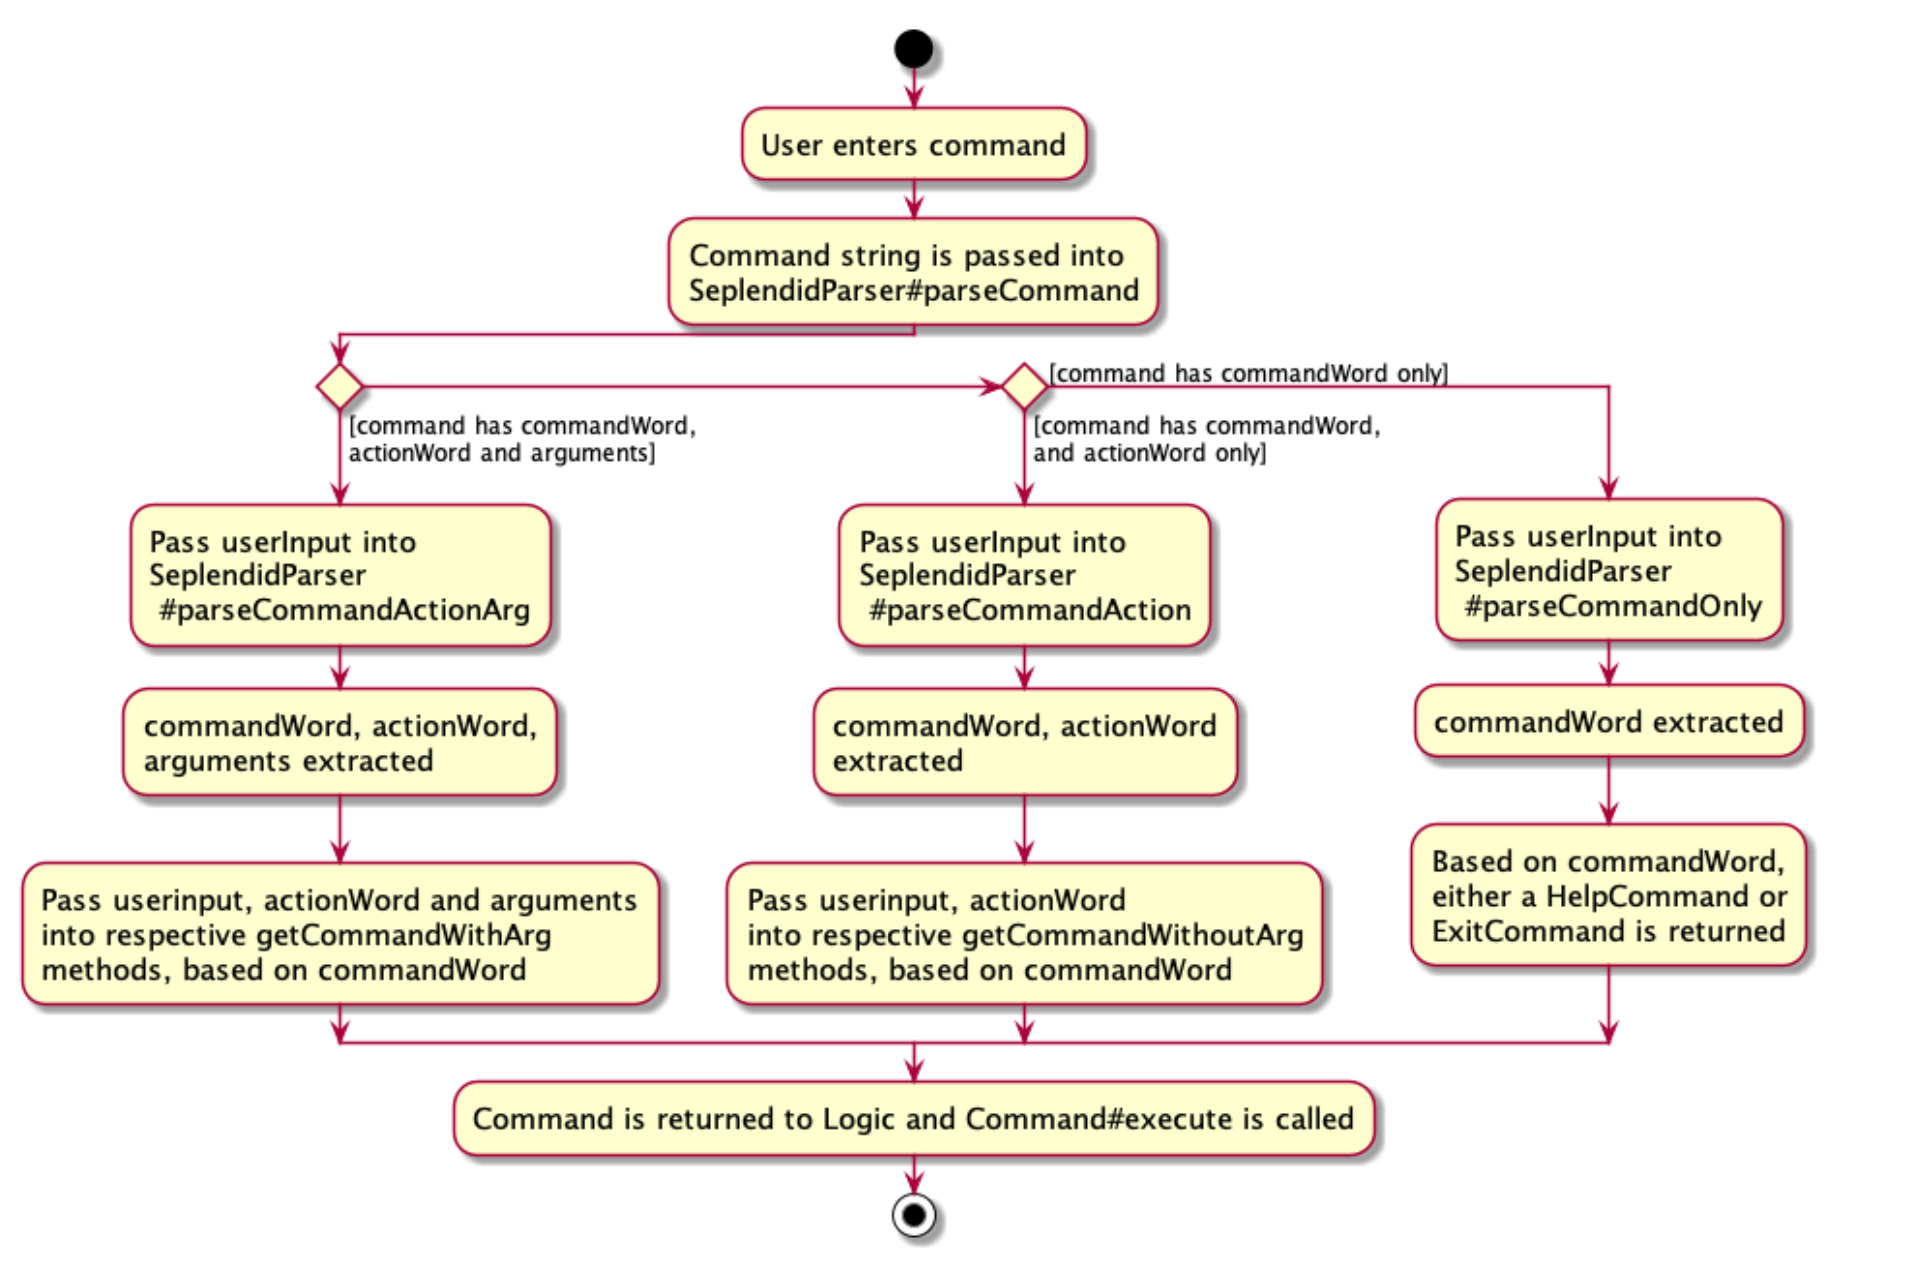 User enters command
Command string is passed into
SeplendidParser#parseCommand
[command has commandWord only]
[command has commandWord,
actionWord and arguments]
[command has commandWord,
and actionWord only]
Pass userInput into
SeplendidParser
#parseCommandActionArg
Pass userInput into
SeplendidParser
#parseCommandAction
Pass userInput into
SeplendidParser
#parseCommandOnly
commandWord, actionWord,
arguments extracted
commandWord, actionWord
extracted
commandWord extracted
Pass userinput, actionWord and arguments
into respective getCommandWithArg
methods, based on commandWord
Pass userinput, actionWord
into respective getCommandWithoutArg
methods, based on commandWord
Based on commandWord,
either a HelpCommand or
ExitCommand is returned
Command is returned to Logic and Command#execute is called